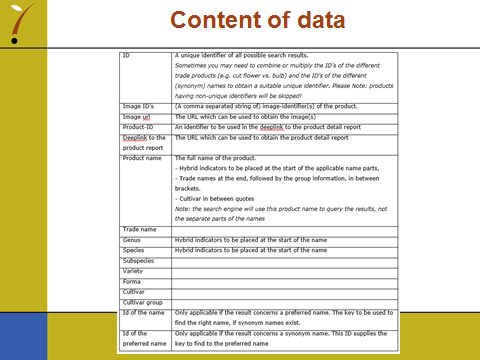 Content of data
ID A unique identifier of all possible search results.
Sometimes you may need to combine or multiply the ID's of the different
trade products (e.g. cut flower vs. bulb) and the ID's of the different
(synonym) names to obtain a suitable unique identifier. Please Note: products
having non-unique identifiers will be skipped!
Image ID's (A comma separated string of) image-identifier(s) of the product.
Image url The URL which can be used to obtain the image(s)
Product-ID An identifier to be used in the deeplink to the product detail report
Deeplink to the The URL which can be used to obtain the product detail report
product report
Product name The full name of the product.
- Hybrid indicators to be placed at the start of the applicable name parts,
- Trade names at the end, followed by the group information, in between
brackets.
- Cultivar in between quotes
Note: the search engine will use this product name to query the results, not
the separate parts of the names
Trade name
Genus Hybrid indicators to be placed at the start of the name
Species Hybrid indicators to be placed at the start of the name
Subspecies
Variety
Forma
Cultivar
Cultivar group
Id of the name Only applicable if the result concerns a preferred name. The key to be used to
find the right name, if synonym names exist.
Id of the Only applicable if the result concerns a synonym name. This ID supplies the
preferred name key to find to the preferred name